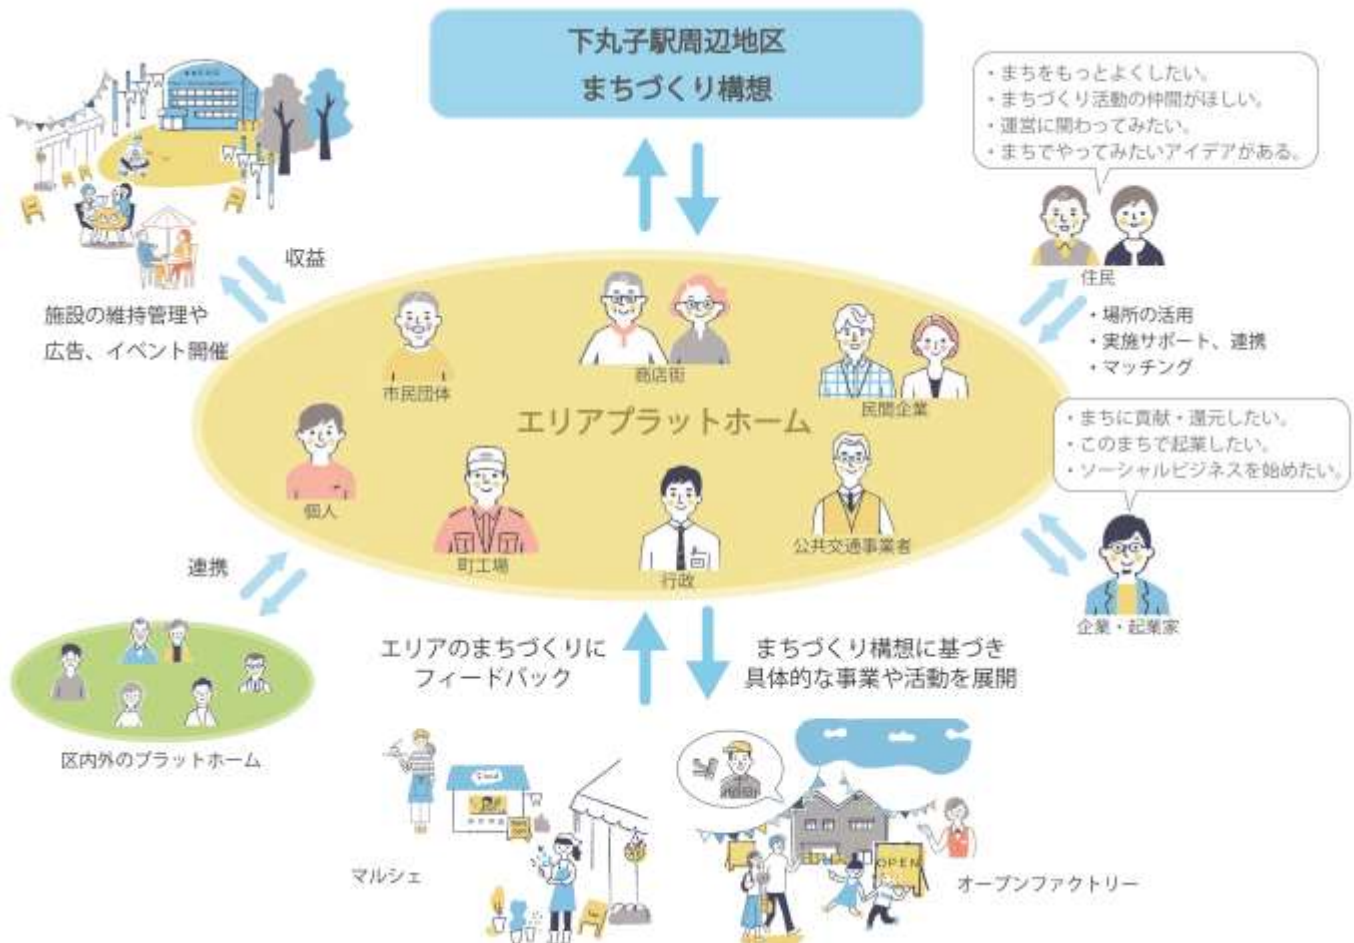 下丸子駅周辺地区
まちづくり構想
・まちをもっとよくしたい。
・まちづくり活動の仲間がほしい。
・運営に関わってみたい。
・まちでやってみたいアイデアがある。
住民
・場所の活用
・実施サポート、連携
・マッチング
収益
施設の維持管理や
広告、イベント開催
市民団体
商店街
民間企業
エリアプラットホーム
個人
町工場
行政
公共交通事業者
・まちに貢献・還元したい。
・このまちで起業したい。
・ソーシャルビジネスを始めたい。
企業・起業家
連携
区内外のプラットホーム
エリアのまちづくりに
フィードバック
まちづくり構想に基づき
具体的な事業や活動を展開
マルシェ
OPEN
オープンファクトリー